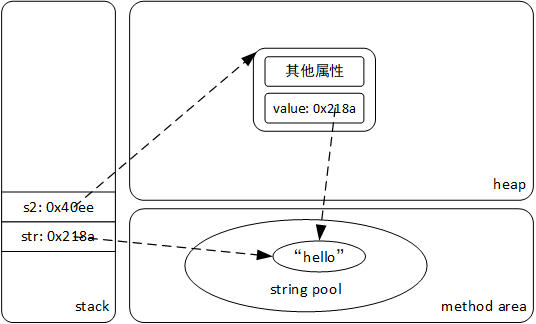 其他属性
value: 0x218a
heap
s2: 0x40ee
str: 0x218a
stack
“hello”
string pool
method area